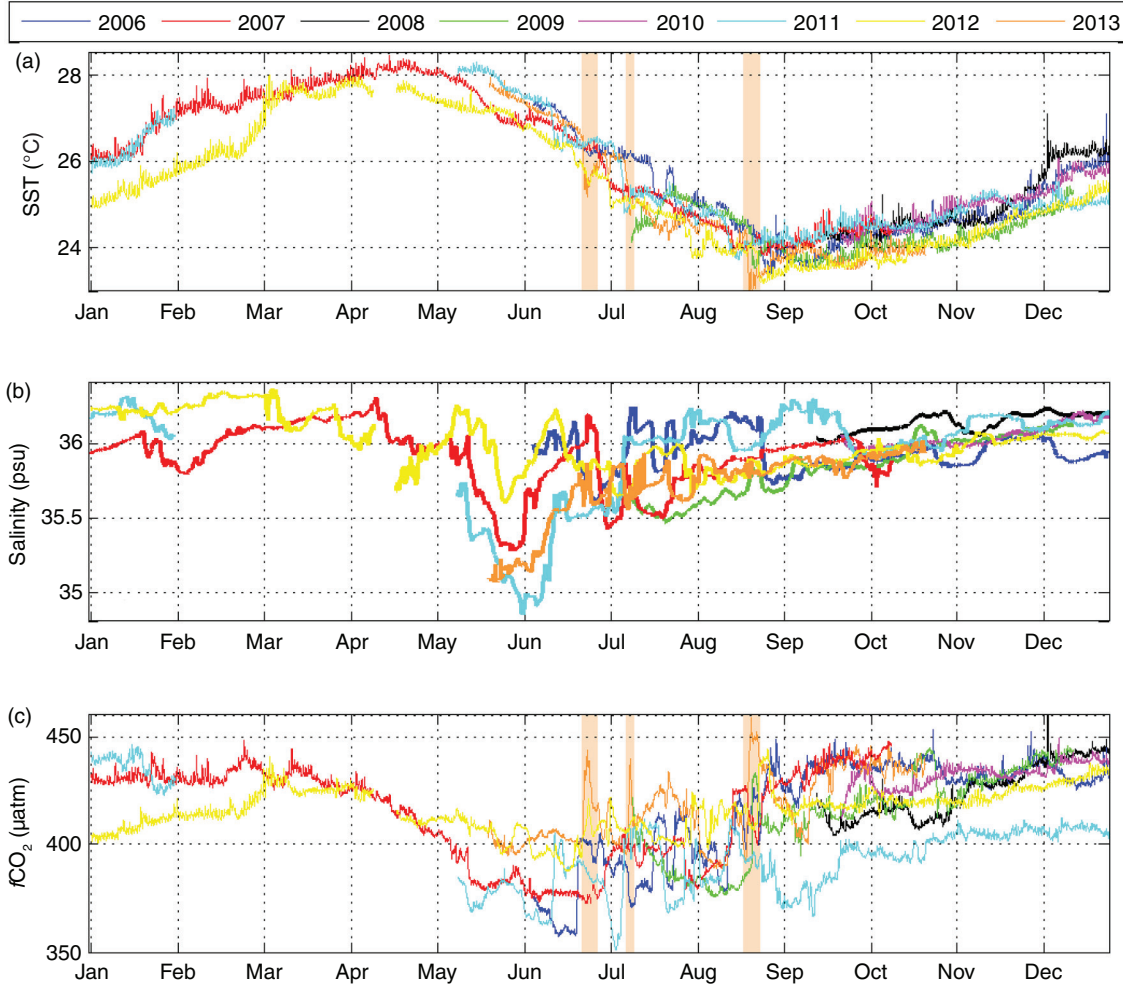 2006 2007 2008 2009 2010 2011 2012 2013
(a)
SST (°C)
28
26
24
Jan Feb Mar Apr May Jun Jul Aug Sep Oct Nov Dec
(b)
Salinity (psu)
36
35.5
35
Jan Feb Mar Apr May Jun Jul Aug Sep Oct Nov Dec
(c)
fCO₂ (µatm)
450
400
350
Jan Feb Mar Apr May Jun Jul Aug Sep Oct Nov Dec